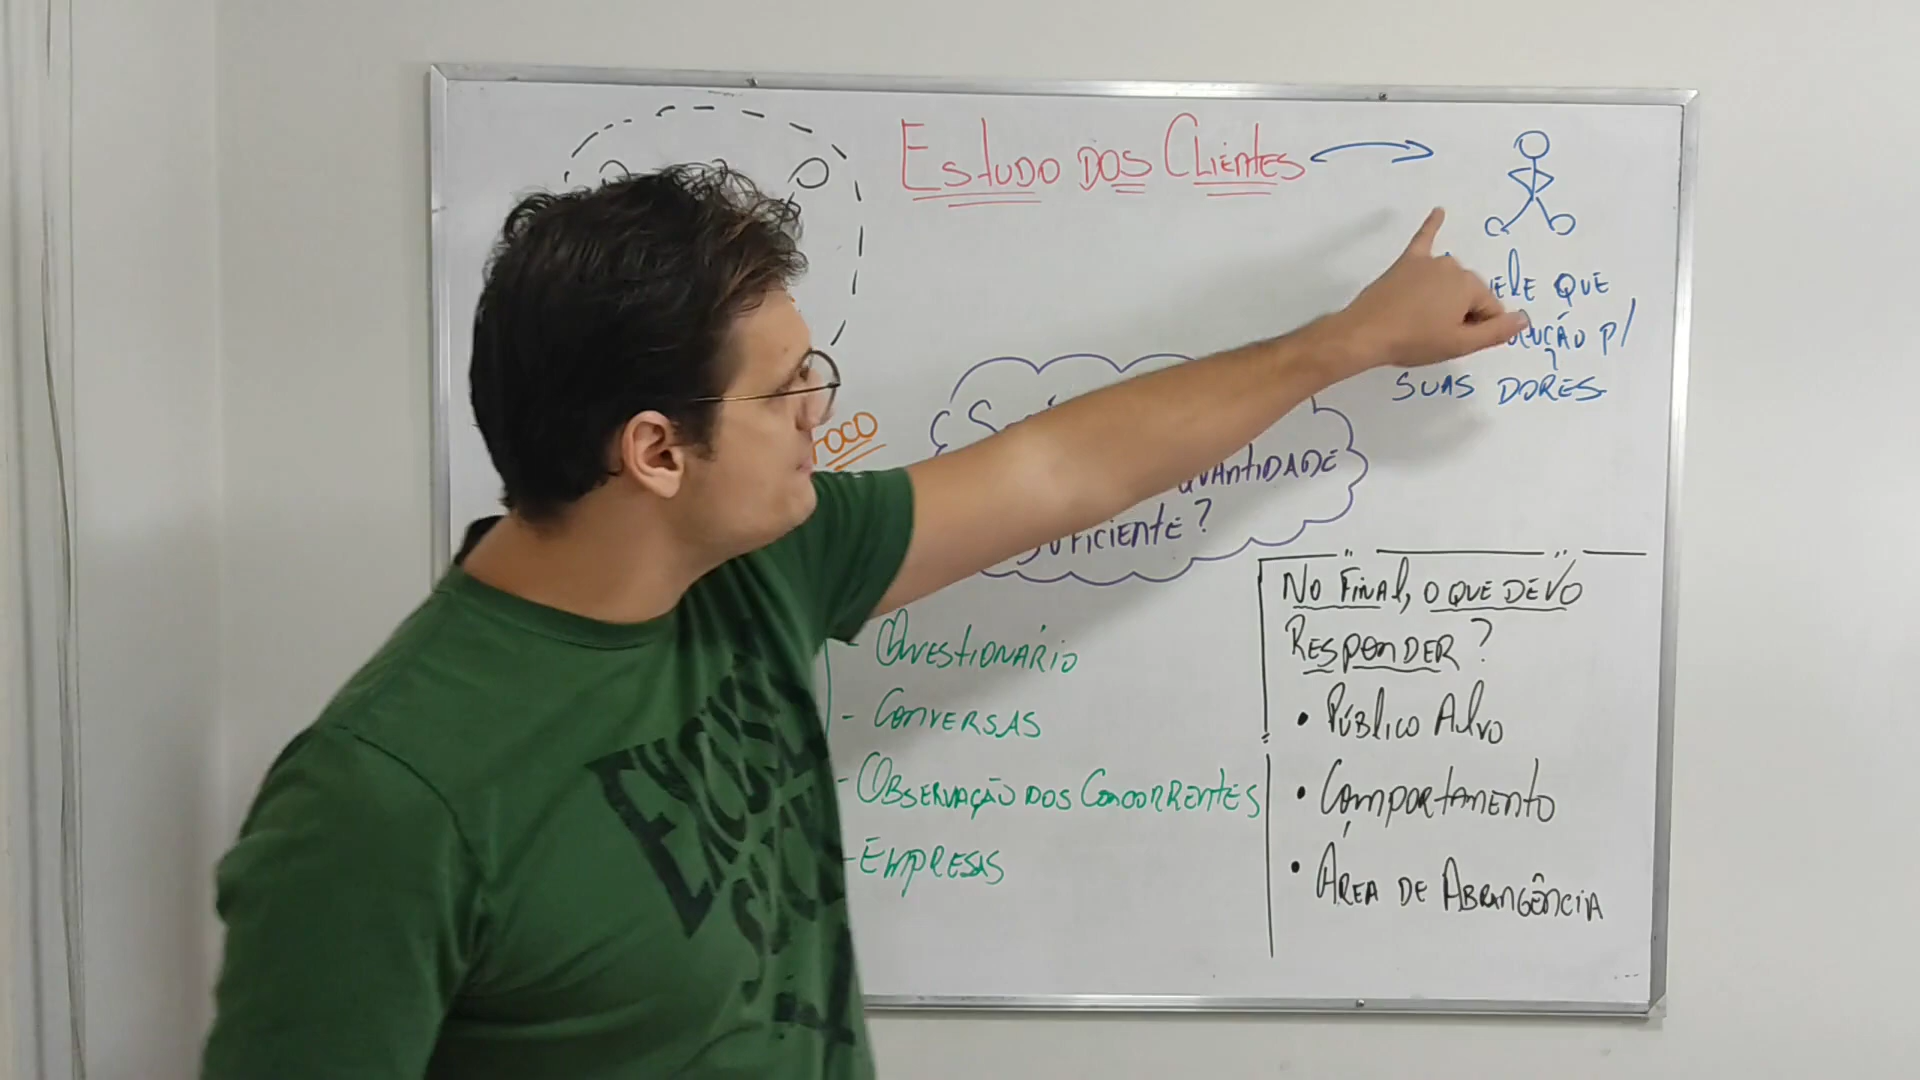 Estudo dos Clientes
que
p/
suas dores
Foco
quantidade
suficiente?
- Questionário
- Conversas
- Observação dos Concorrentes
- Empresas
No Final, o que devo
Responder?
• Público Alvo
• Comportamento
• Área de Abrangência